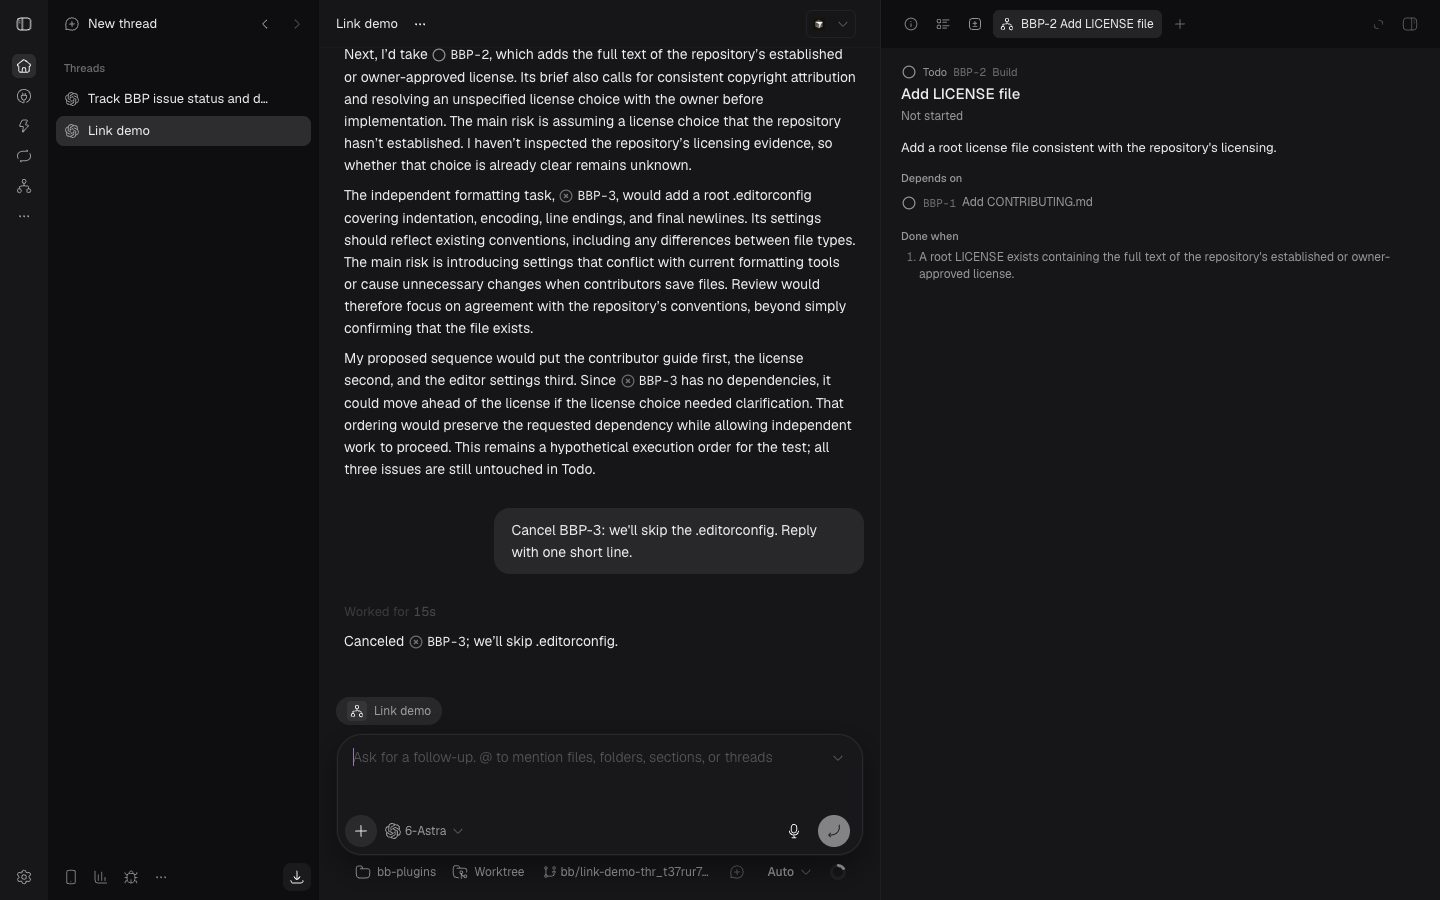 New thread
Threads
Track BBP issue status and d...
Link demo
Link demo
Next, I'd take BBP-2, which adds the full text of the repository's established
or owner-approved license. Its brief also calls for consistent copyright attribution
and resolving an unspecified license choice with the owner before
implementation. The main risk is assuming a license choice that the repository
hasn't established. I haven't inspected the repository's licensing evidence, so
whether that choice is already clear remains unknown.
The independent formatting task, BBP-3, would add a root .editorconfig
covering indentation, encoding, line endings, and final newlines. Its settings
should reflect existing conventions, including any differences between file types.
The main risk is introducing settings that conflict with current formatting tools
or cause unnecessary changes when contributors save files. Review would
therefore focus on agreement with the repository's conventions, beyond simply
confirming that the file exists.
My proposed sequence would put the contributor guide first, the license
second, and the editor settings third. Since BBP-3 has no dependencies, it
could move ahead of the license if the license choice needed clarification. That
ordering would preserve the requested dependency while allowing independent
work to proceed. This remains a hypothetical execution order for the test; all
three issues are still untouched in Todo.
Cancel BBP-3: we'll skip the .editorconfig. Reply
with one short line.
Worked for 15s
Canceled BBP-3; we'll skip .editorconfig.
Link demo
Ask for a follow-up. @ to mention files, folders, sections, or threads
6-Astra
bb-plugins
Worktree
bb/link-demo-thr_t37rur7...
Auto
BBP-2 Add LICENSE file
Todo BBP-2 Build
Add LICENSE file
Not started
Add a root license file consistent with the repository's licensing.
Depends on
BBP-1 Add CONTRIBUTING.md
Done when
1. A root LICENSE exists containing the full text of the repository's established or owner-
approved license.